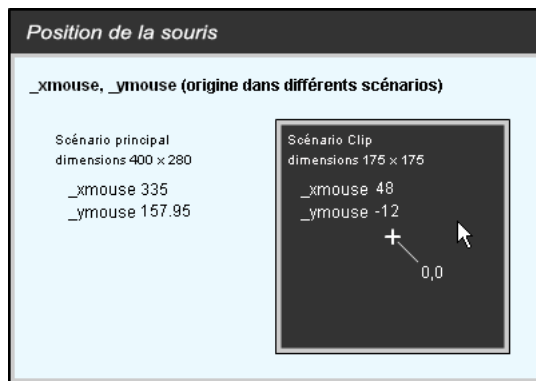 Position de la souris
_xmouse, _ymouse (origine dans différents scénarios)
Scénario principal
dimensions 400 x 280
_xmouse 335
_ymouse 157.95
Scénario Clip
dimensions 175 x 175
_xmouse 48
_ymouse -12
0,0